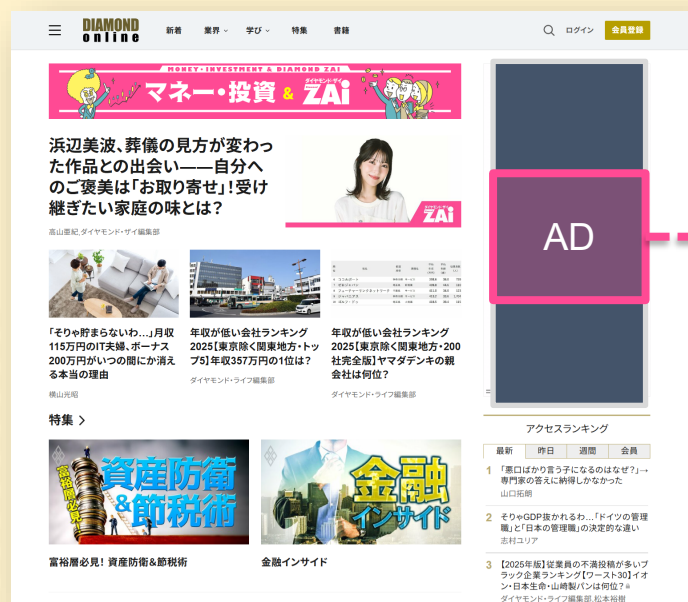 DIAMOND
online
新着
業界
学び
特集
書籍
ログイン
会員登録
MONEY・INVESTMENT & DIAMOND ZAI
マネー・投資 & ダイヤモンド・ザイ ZAi
浜辺美波、葬儀の見方が変わっ
た作品との出会い——自分へ
のご褒美は「お取り寄せ」！受け
継ぎたい家庭の味とは？
高山亜紀,ダイヤモンド・ザイ編集部
ZAi
AD
「そりゃ貯まらないわ…」月収
115万円のIT夫婦、ボーナス
200万円がいつの間にか消え
る本当の理由
横山光昭
年収が低い会社ランキング
2025【東京除く関東地方・トッ
プ5】年収357万円の1位は？
ダイヤモンド・ライフ編集部
年収が低い会社ランキング
2025【東京除く関東地方・200
社完全版】ヤマダデンキの親
会社は何位？
ダイヤモンド・ライフ編集部
特集
富裕層必見！
資産防衛
&節税術
富裕層必見！ 資産防衛＆節税術
金融
インサイド
金融インサイド
アクセスランキング
最新
昨日
週間
会員
1 「悪口ばかり言う子になるのはなぜ？」→
専門家の答えに納得しかなかった
山口拓朗
2 そりゃGDP抜かれるわ…「ドイツの管理
職」と「日本の管理職」の決定的な違い
志村ユリア
3 【2025年版】従業員の不満投稿が多いブ
ラック企業ランキング【ワースト30】イオ
ン・日本生命・山崎製パンは何位？
ダイヤモンド・ライフ編集部,松本裕樹